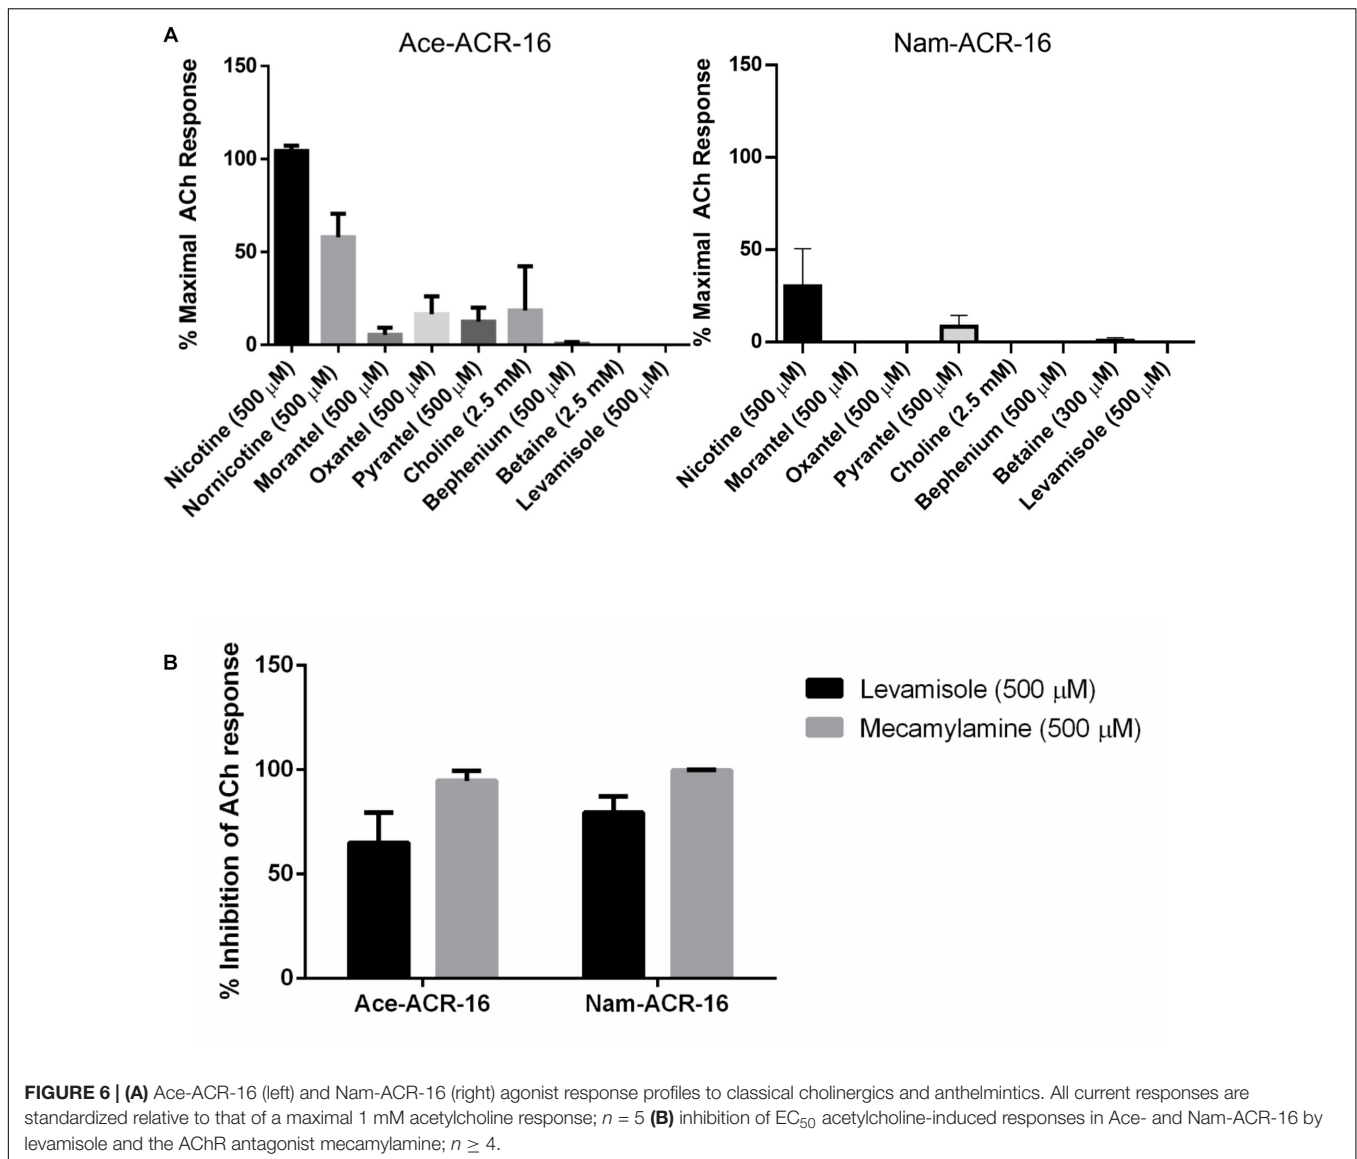 A
Ace-ACR-16
% Maximal ACh Response
150
100
50
0
Nicotine (500 μM)
Nornicotine (500 μM)
Morantel (500 μM)
Oxantel (500 μM)
Pyrantel (500 μM)
Choline (2.5 mM)
Bephenium (500 μM)
Betaine (2.5 mM)
Levamisole (500 μM)
Nam-ACR-16
% Maximal ACh Response
150
100
50
0
Nicotine (500 μM)
Morantel (500 μM)
Oxantel (500 μM)
Pyrantel (500 μM)
Choline (2.5 mM)
Bephenium (500 μM)
Betaine (300 μM)
Levamisole (500 μM)
B
% Inhibition of ACh response
150
100
50
0
Ace-ACR-16
Nam-ACR-16
Levamisole (500 μM)
Mecamylamine (500 μM)
FIGURE 6 | (A) Ace-ACR-16 (left) and Nam-ACR-16 (right) agonist response profiles to classical cholinergics and anthelmintics. All current responses are
standardized relative to that of a maximal 1 mM acetylcholine response; n = 5 (B) inhibition of EC50 acetylcholine-induced responses in Ace- and Nam-ACR-16 by
levamisole and the AChR antagonist mecamylamine; n ≥ 4.